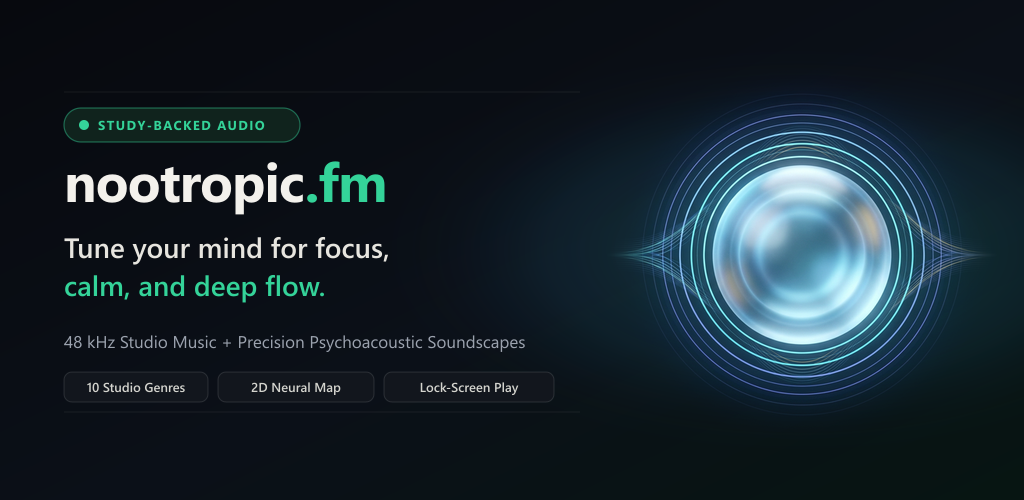 STUDY-BACKED AUDIO
nootropic.fm
Tune your mind for focus,
calm, and deep flow.
48 kHz Studio Music + Precision Psychoacoustic Soundscapes
10 Studio Genres
2D Neural Map
Lock-Screen Play